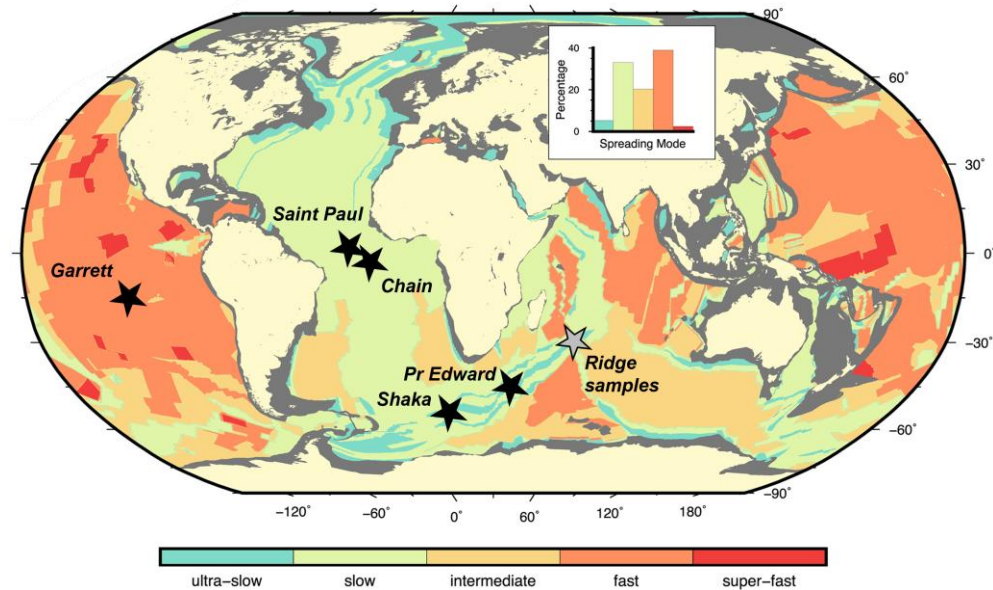 90˚
40
20
0
Percentage
Spreading Mode
60˚
30˚
0˚
−30˚
−60˚
−90˚
Saint Paul
Garrett
Chain
Pr Edward
Ridge
samples
Shaka
−120˚ −60˚ 0˚ 60˚ 120˚ 180˚
ultra−slow slow intermediate fast super−fast